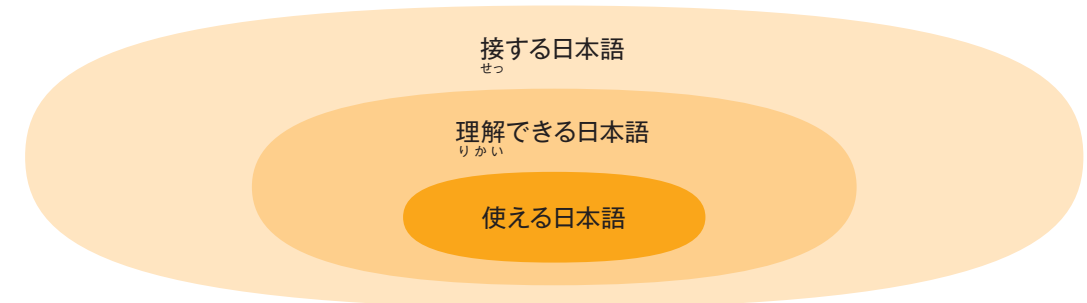 接する日本語
せっ
理解できる日本語
りかい
使える日本語